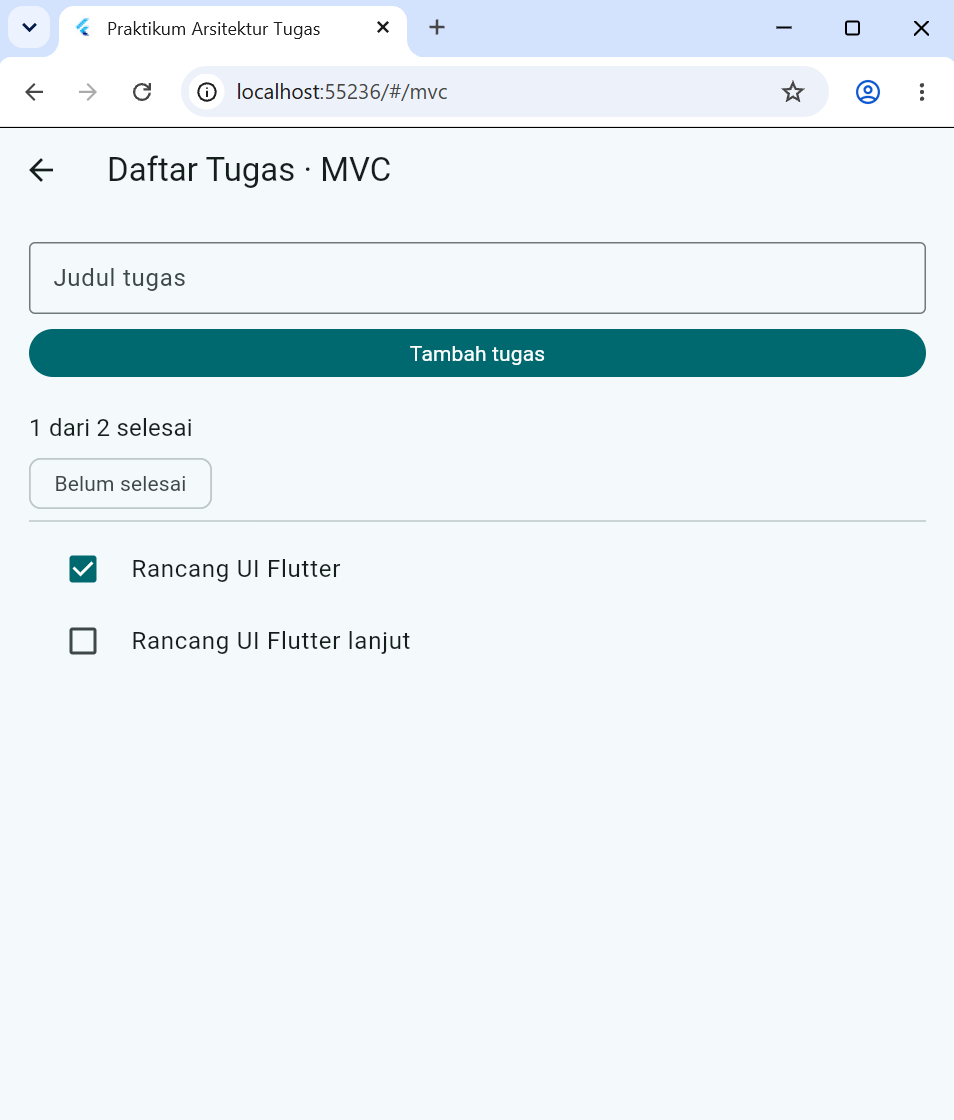 Praktikum Arsitektur Tugas
localhost:55236/#/mvc
Daftar Tugas · MVC
Judul tugas
Tambah tugas
1 dari 2 selesai
Belum selesai
Rancang UI Flutter
Rancang UI Flutter lanjut